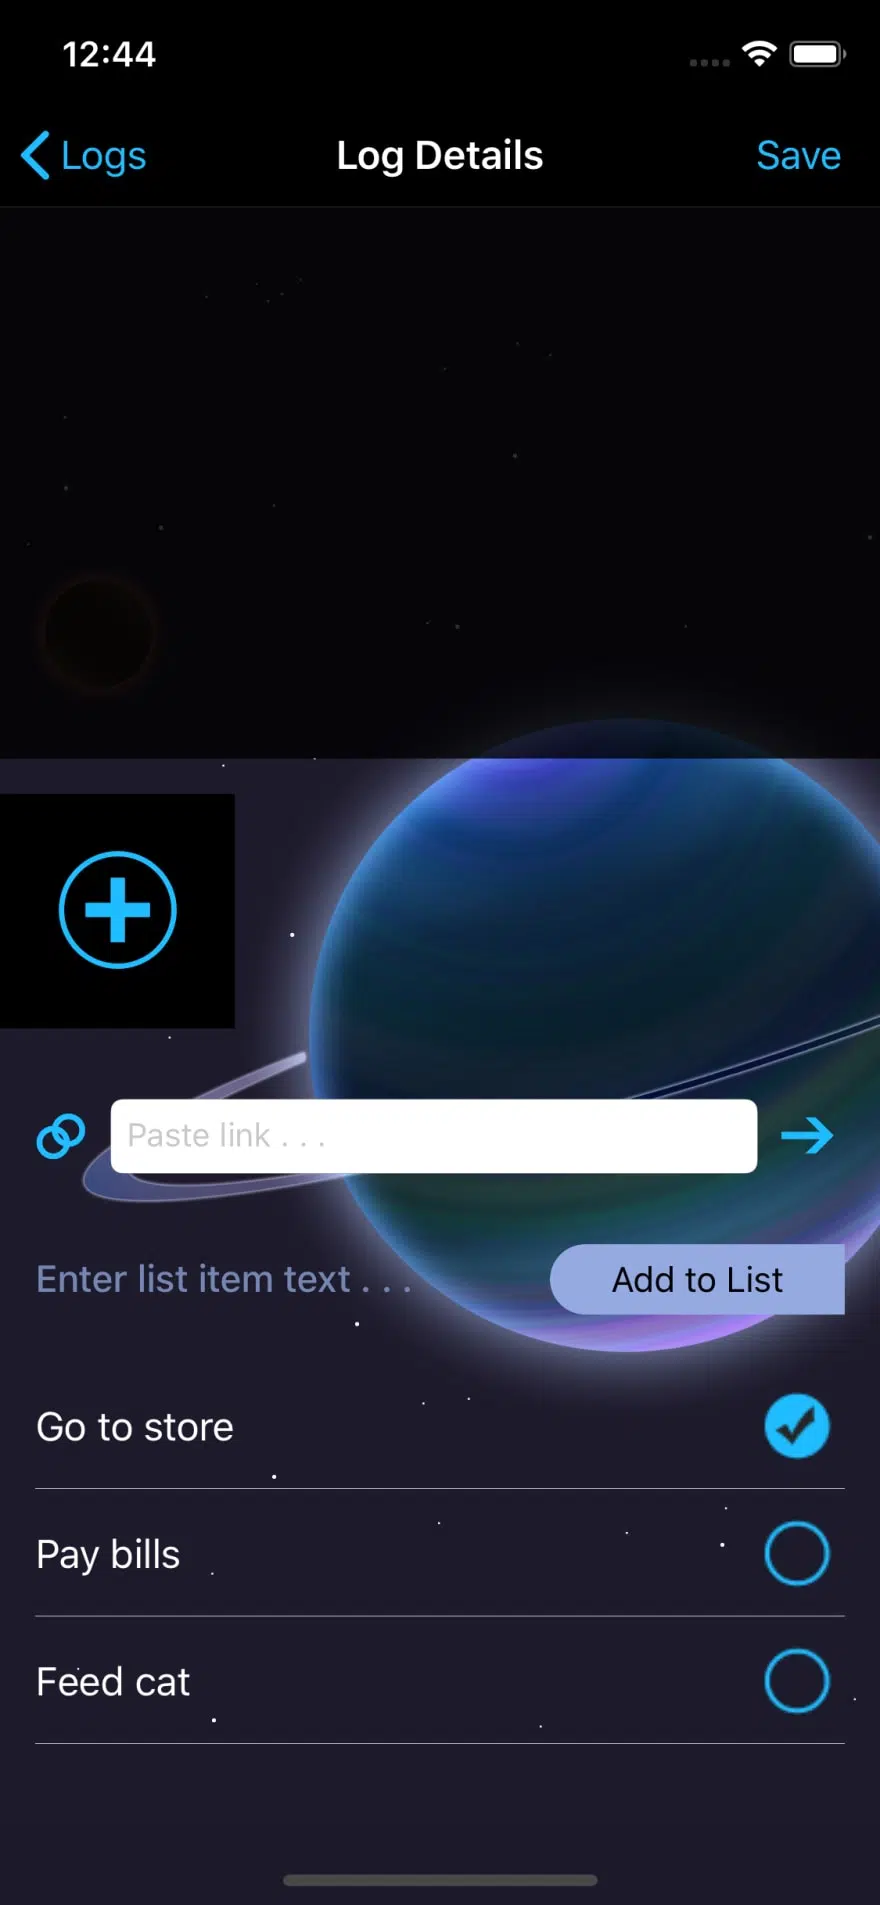 12:44
Logs
Log Details
Save
Paste link . . .
Enter list item text . . .
Add to List
Go to store
Pay bills
Feed cat